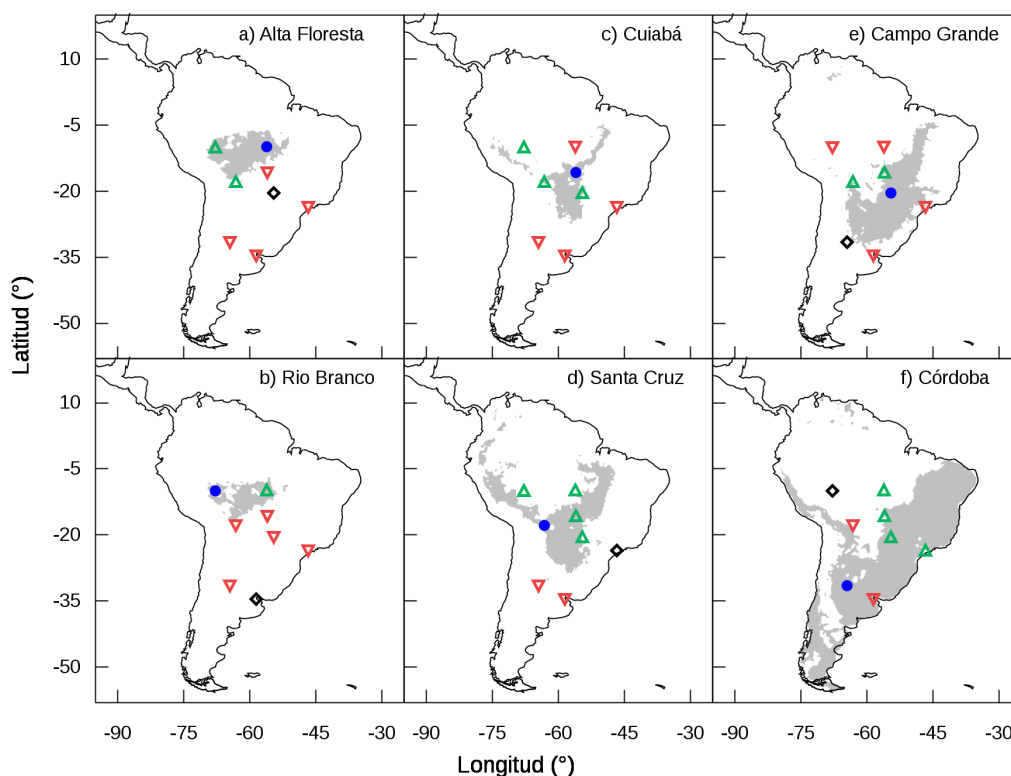 a) Alta Floresta
c) Cuiabá
e) Campo Grande
10
-5
-20
-35
-50
Latitud (°)
b) Rio Branco
d) Santa Cruz
f) Córdoba
10
-5
-20
-35
-50
-90 -75 -60 -45 -30 -90 -75 -60 -45 -30 -90 -75 -60 -45 -30
Longitud (°)